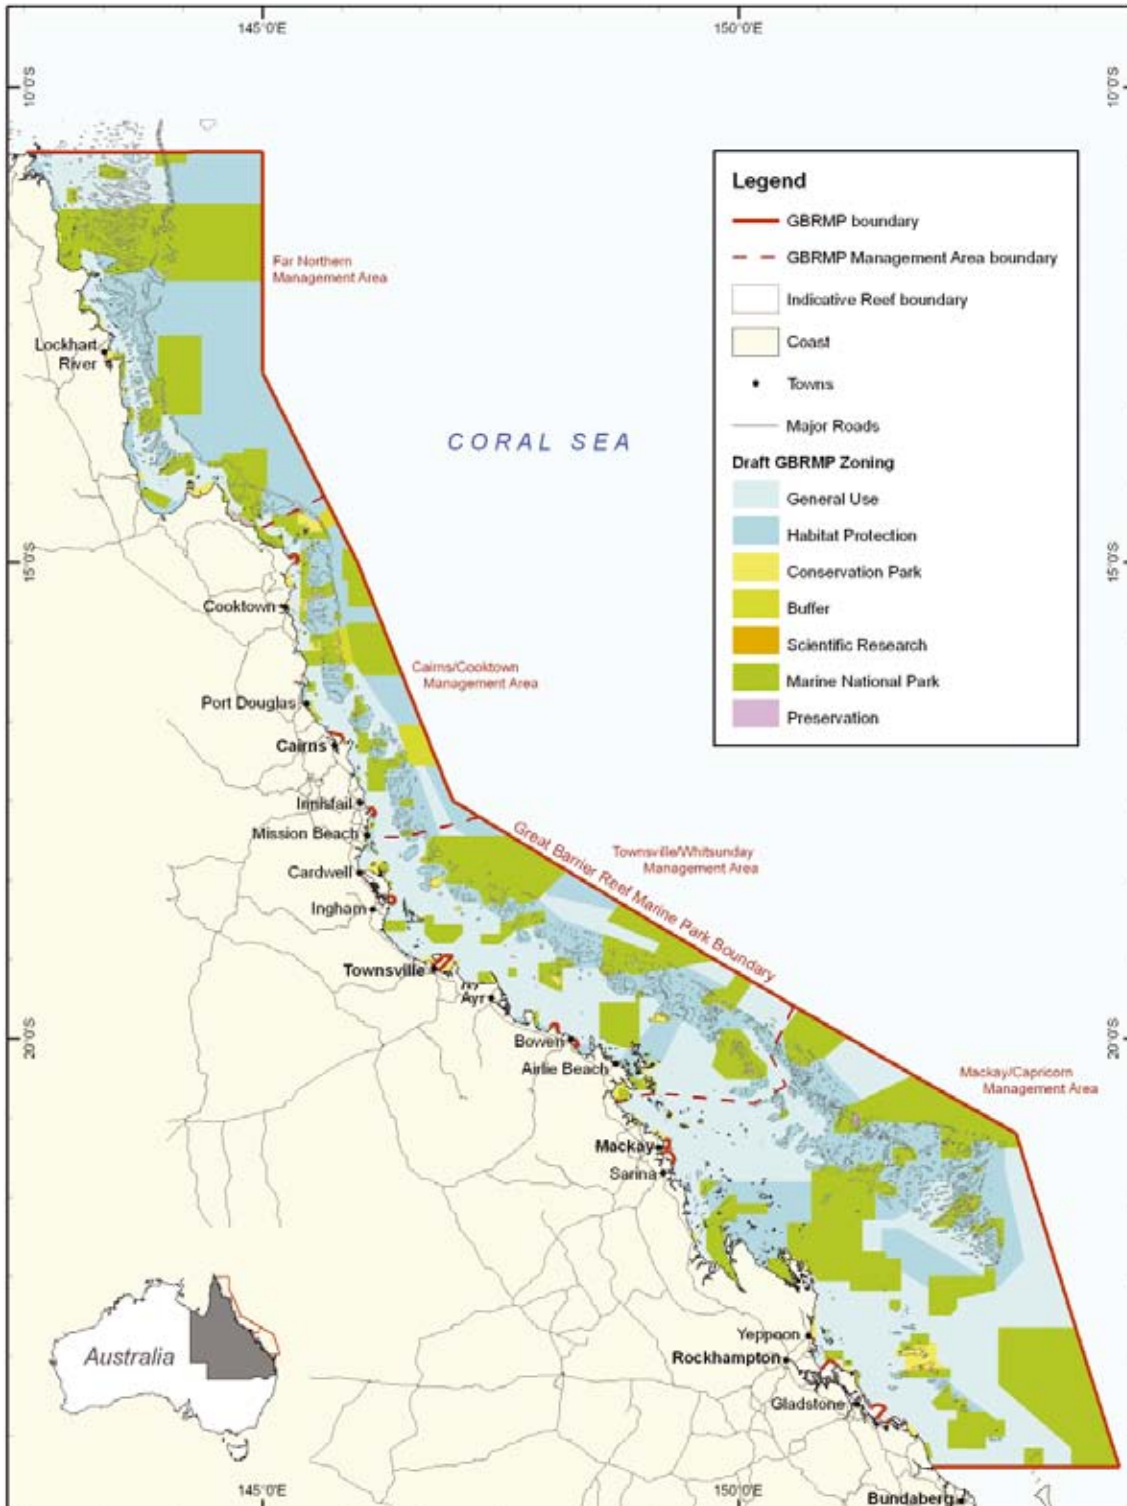 145°0'E
150°0'E
10°0'S
10°0'S
Legend
GBRMP boundary
GBRMP Management Area boundary
Indicative Reef boundary
Coast
Towns
Major Roads
Draft GBRMP Zoning
General Use
Habitat Protection
Conservation Park
Buffer
Scientific Research
Marine National Park
Preservation
Far Northern
Management Area
Lockhart
River
CORAL SEA
15°0'S
15°0'S
Cooktown
Cairns/Cooktown
Management Area
Port Douglas
Cairns
Innisfail
Mission Beach
Cardwell
Ingham
Great Barrier Reef Marine Park Boundary
Townsville/Whitsunday
Management Area
Townsville
Ayr
20°0'S
20°0'S
Bowen
Airlie Beach
Mackay/Capricorn
Management Area
Mackay
Sarina
Australia
Yeppoon
Rockhampton
Gladstone
145°0'E
150°0'E
Bundaberg